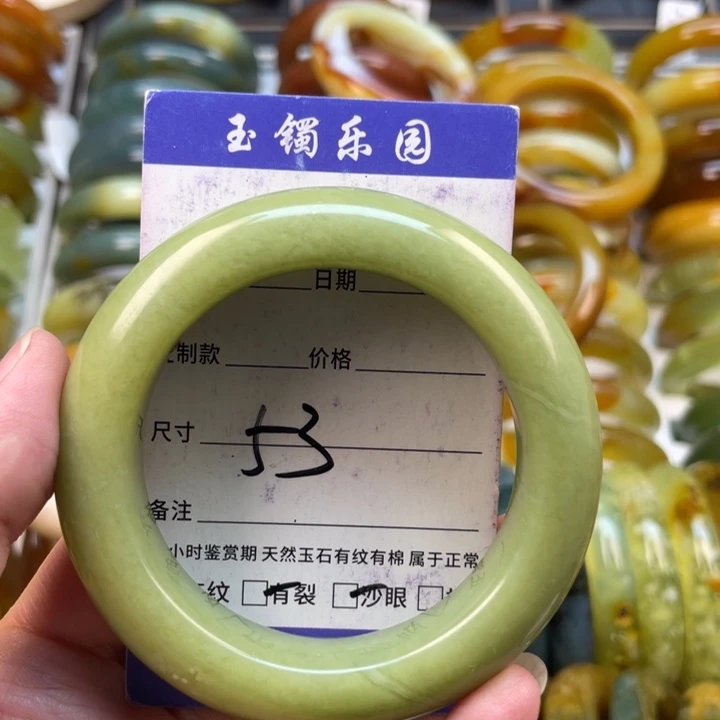 玉镯乐园
日期
制款 价格
尺寸 53
备注
小时鉴赏期 天然玉石有纹有棉 属于正常
纹 □有裂 □沙眼 □